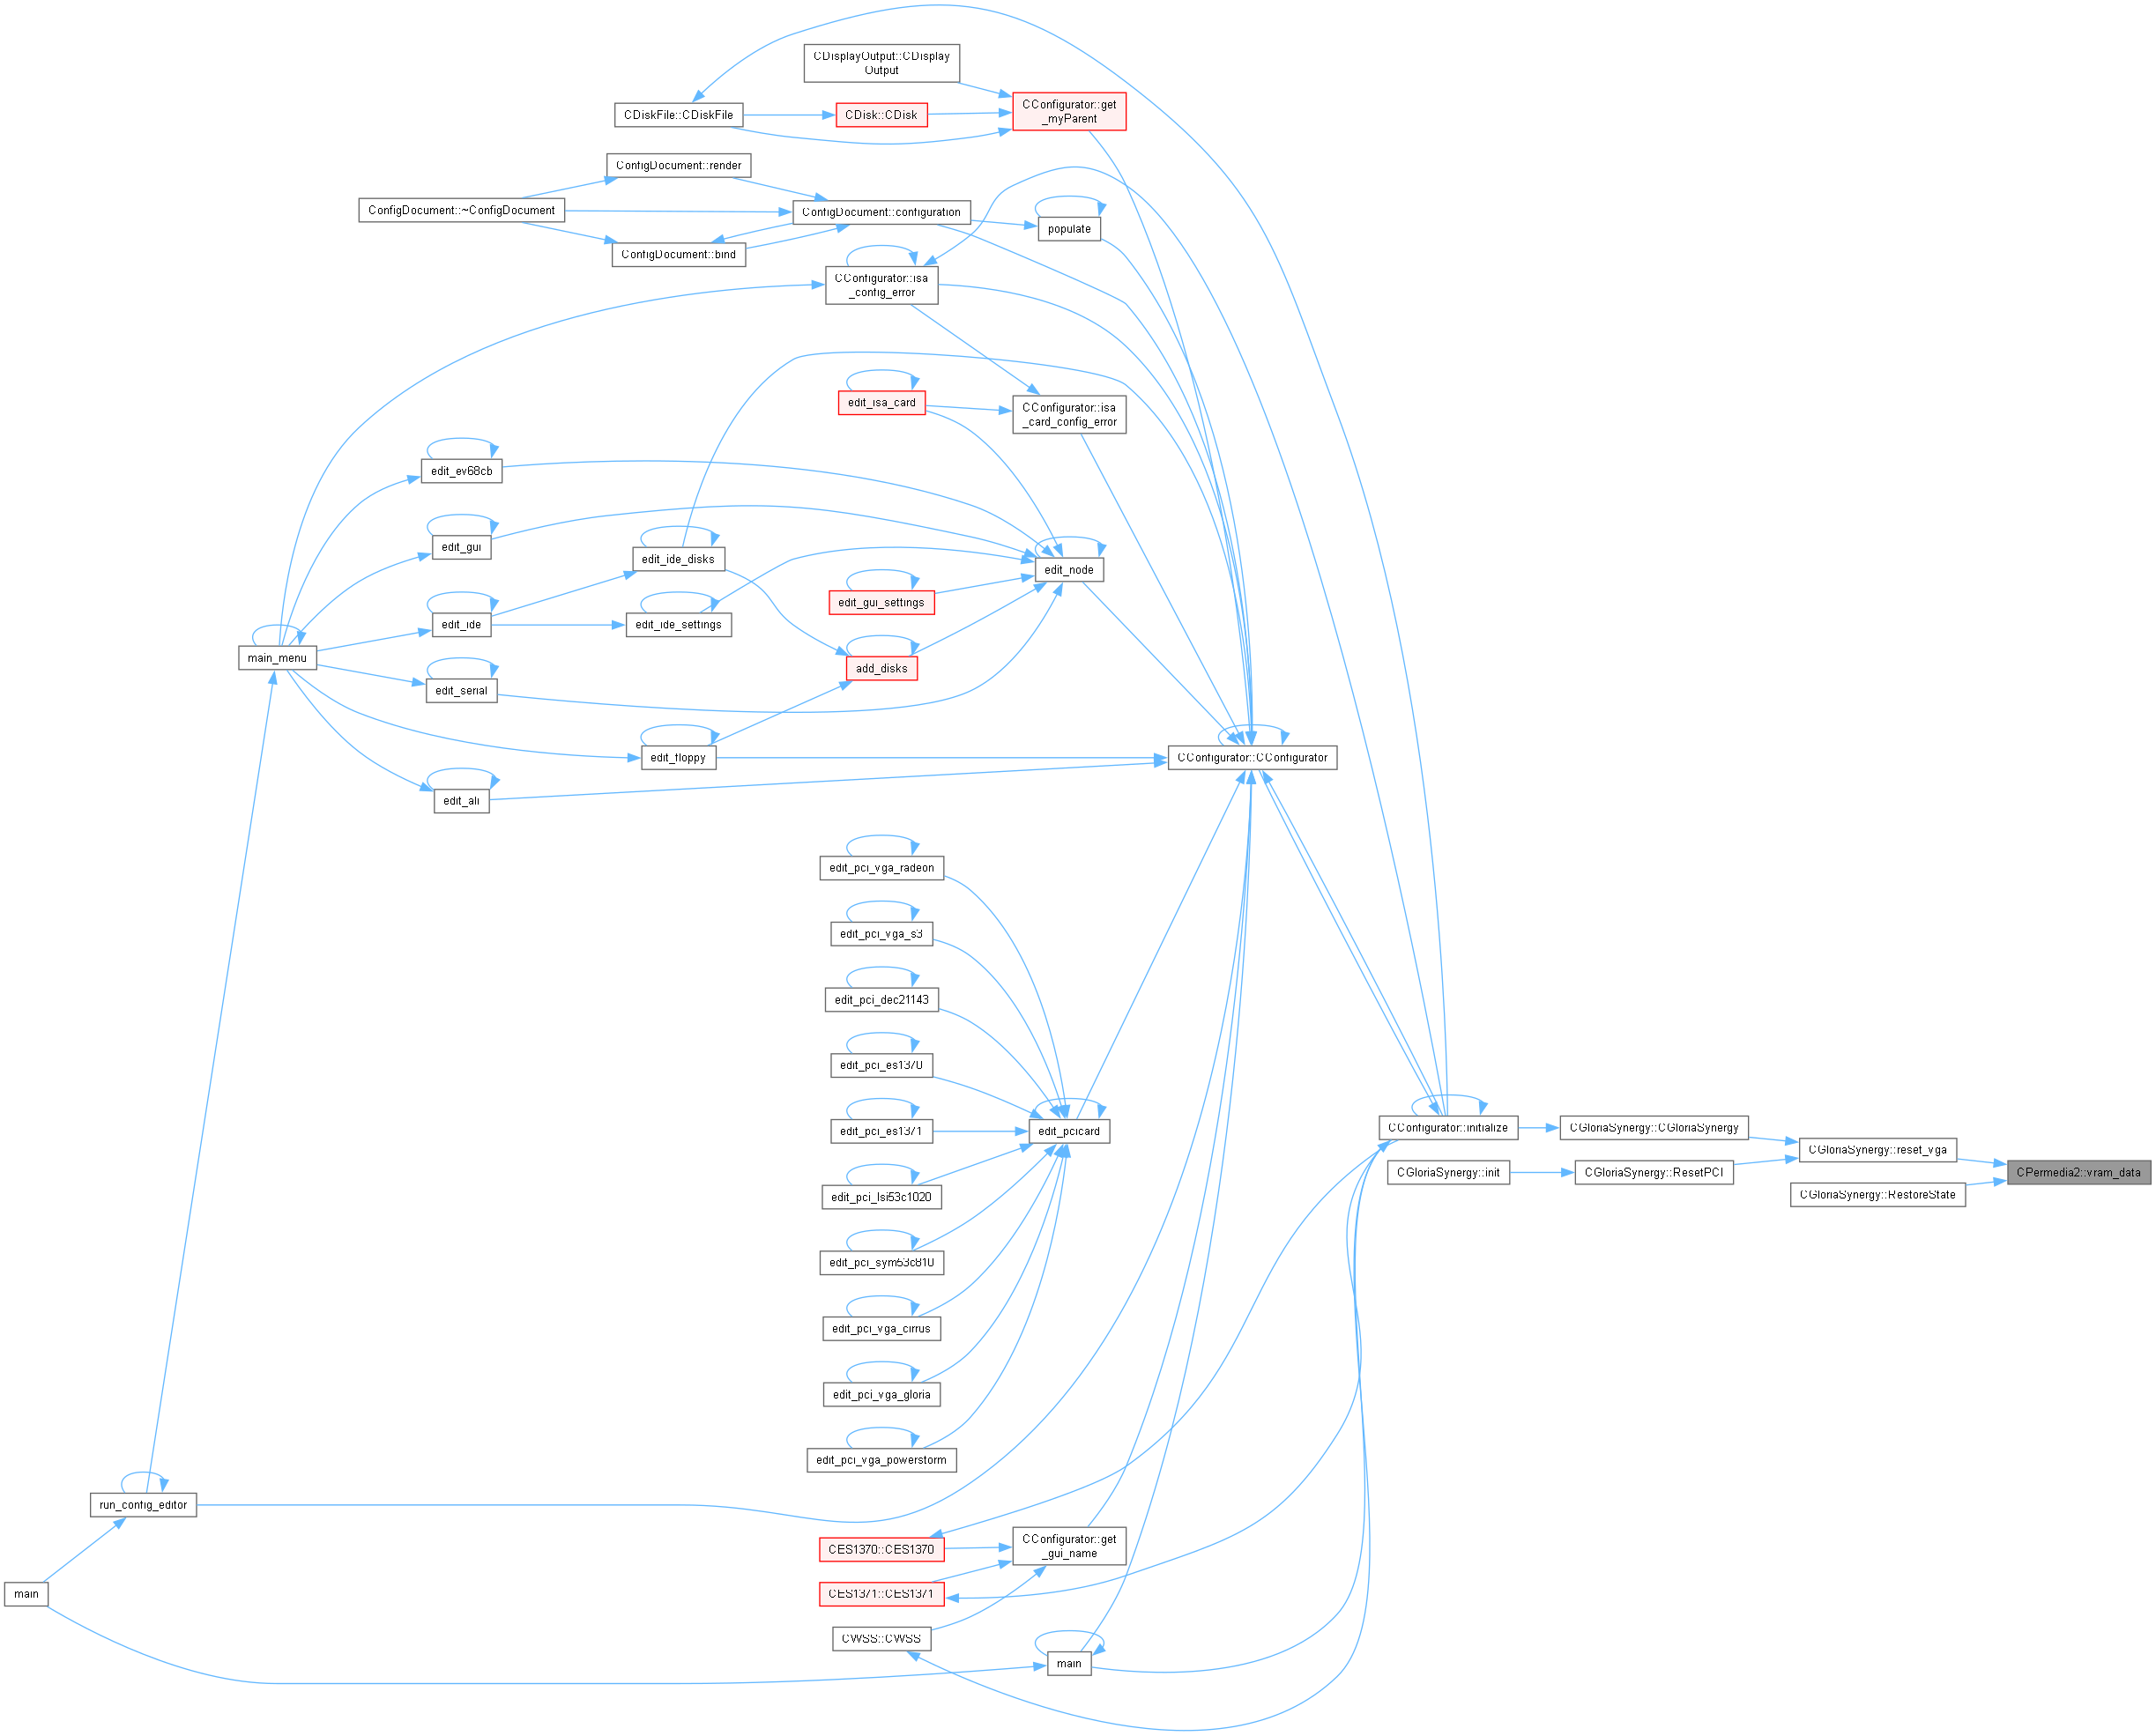 CDisplayOutput::CDisplay
Output
CConfigurator::get
_myParent
CDiskFile::CDiskFile
CDisk::CDisk
ConfigDocument::render
ConfigDocument::~ConfigDocument
ConfigDocument::configuration
populate
ConfigDocument::bind
CConfigurator::isa
_config_error
edit_isa_card
CConfigurator::isa
_card_config_error
edit_ev68cb
edit_gui
edit_ide_disks
edit_node
edit_gui_settings
edit_ide
edit_ide_settings
main_menu
add_disks
edit_serial
edit_floppy
CConfigurator::CConfigurator
edit_ali
edit_pci_vga_radeon
edit_pci_vga_s3
edit_pci_dec21143
edit_pci_es1370
edit_pci_es1371
edit_pcicard
CConfigurator::initialize
CGloriaSynergy::CGloriaSynergy
CGloriaSynergy::reset_vga
CGloriaSynergy::init
CGloriaSynergy::ResetPCI
CPermedia2::vram_data
CGloriaSynergy::RestoreState
edit_pci_lsi53c1020
edit_pci_sym53c810
edit_pci_vga_cirrus
edit_pci_vga_gloria
edit_pci_vga_powerstorm
run_config_editor
CES1370::CES1370
CConfigurator::get
_gui_name
CES1371::CES1371
main
CWSS::CWSS
main